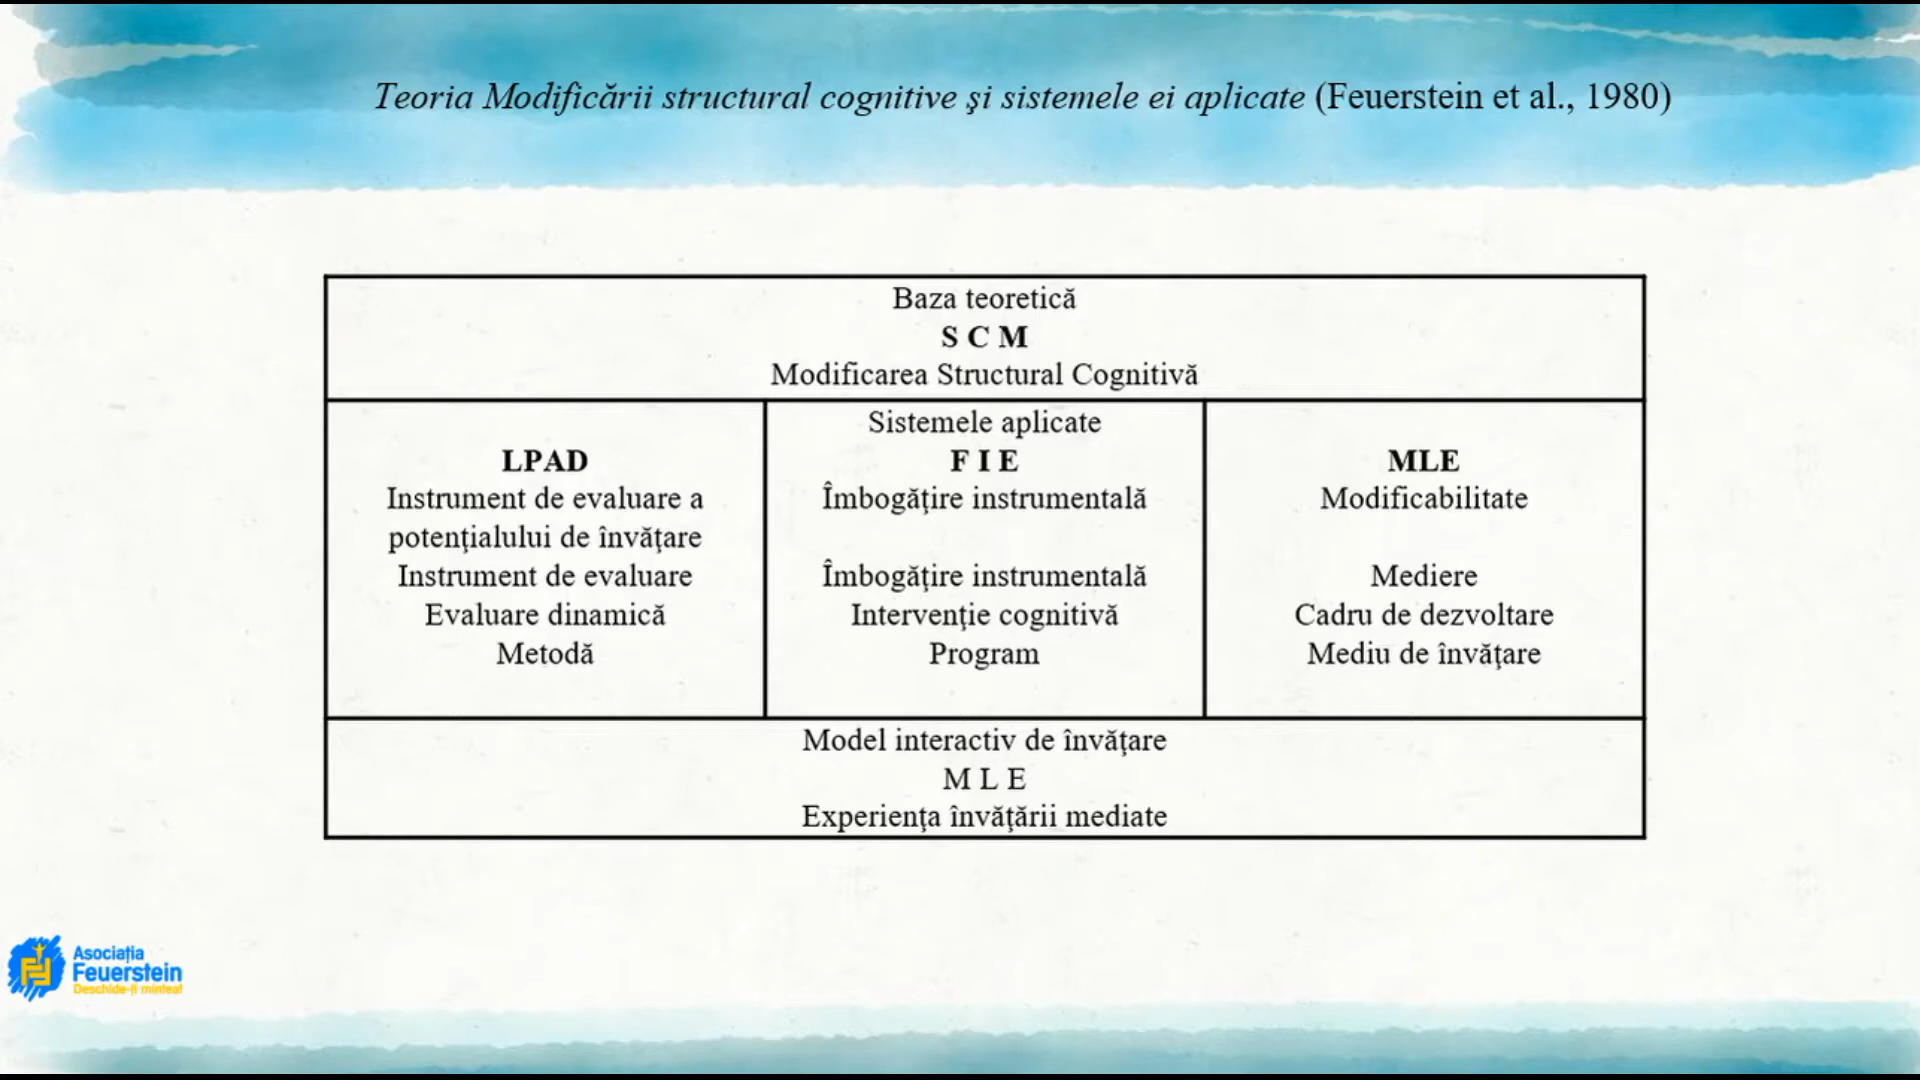 Teoria Modificării structural cognitive şi sistemele ei aplicate (Feuerstein et al., 1980)
Baza teoretică
S C M
Modificarea Structural Cognitivă
Sistemele aplicate
LPAD
Instrument de evaluare a
potenţialului de învăţare
Instrument de evaluare
Evaluare dinamică
Metodă
F I E
Îmbogăţire instrumentală
Îmbogăţire instrumentală
Intervenţie cognitivă
Program
MLE
Modificabilitate
Mediere
Cadru de dezvoltare
Mediu de învăţare
Model interactiv de învăţare
M L E
Experienţa învăţării mediate
Asociația
Feuerstein
Deschide-ți mintea!